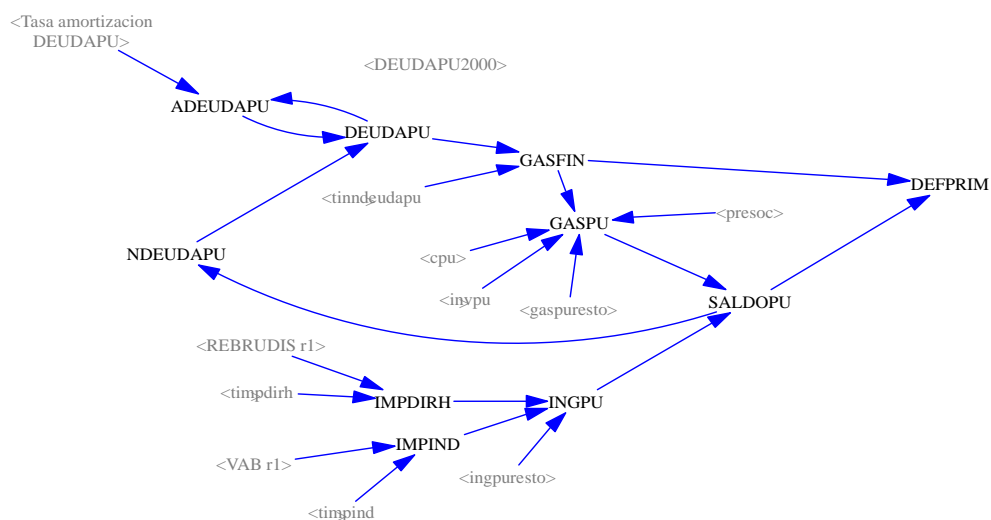 <Tasa amortizacion
DEUDAPU>
<DEUDAPU2000>
ADEUDAPU
DEUDAPU
GASFIN
DEFPRIM
<tinndeudapu>
<presoc>
GASPU
NDEUDAPU
<cpu>
<invpu>
<gaspuresto>
SALDOPU
<REBRUDIS r1>
<timpdirh>
IMPDIRH
INGPU
IMPIND
<VAB r1>
<ingpuresto>
<timpind>